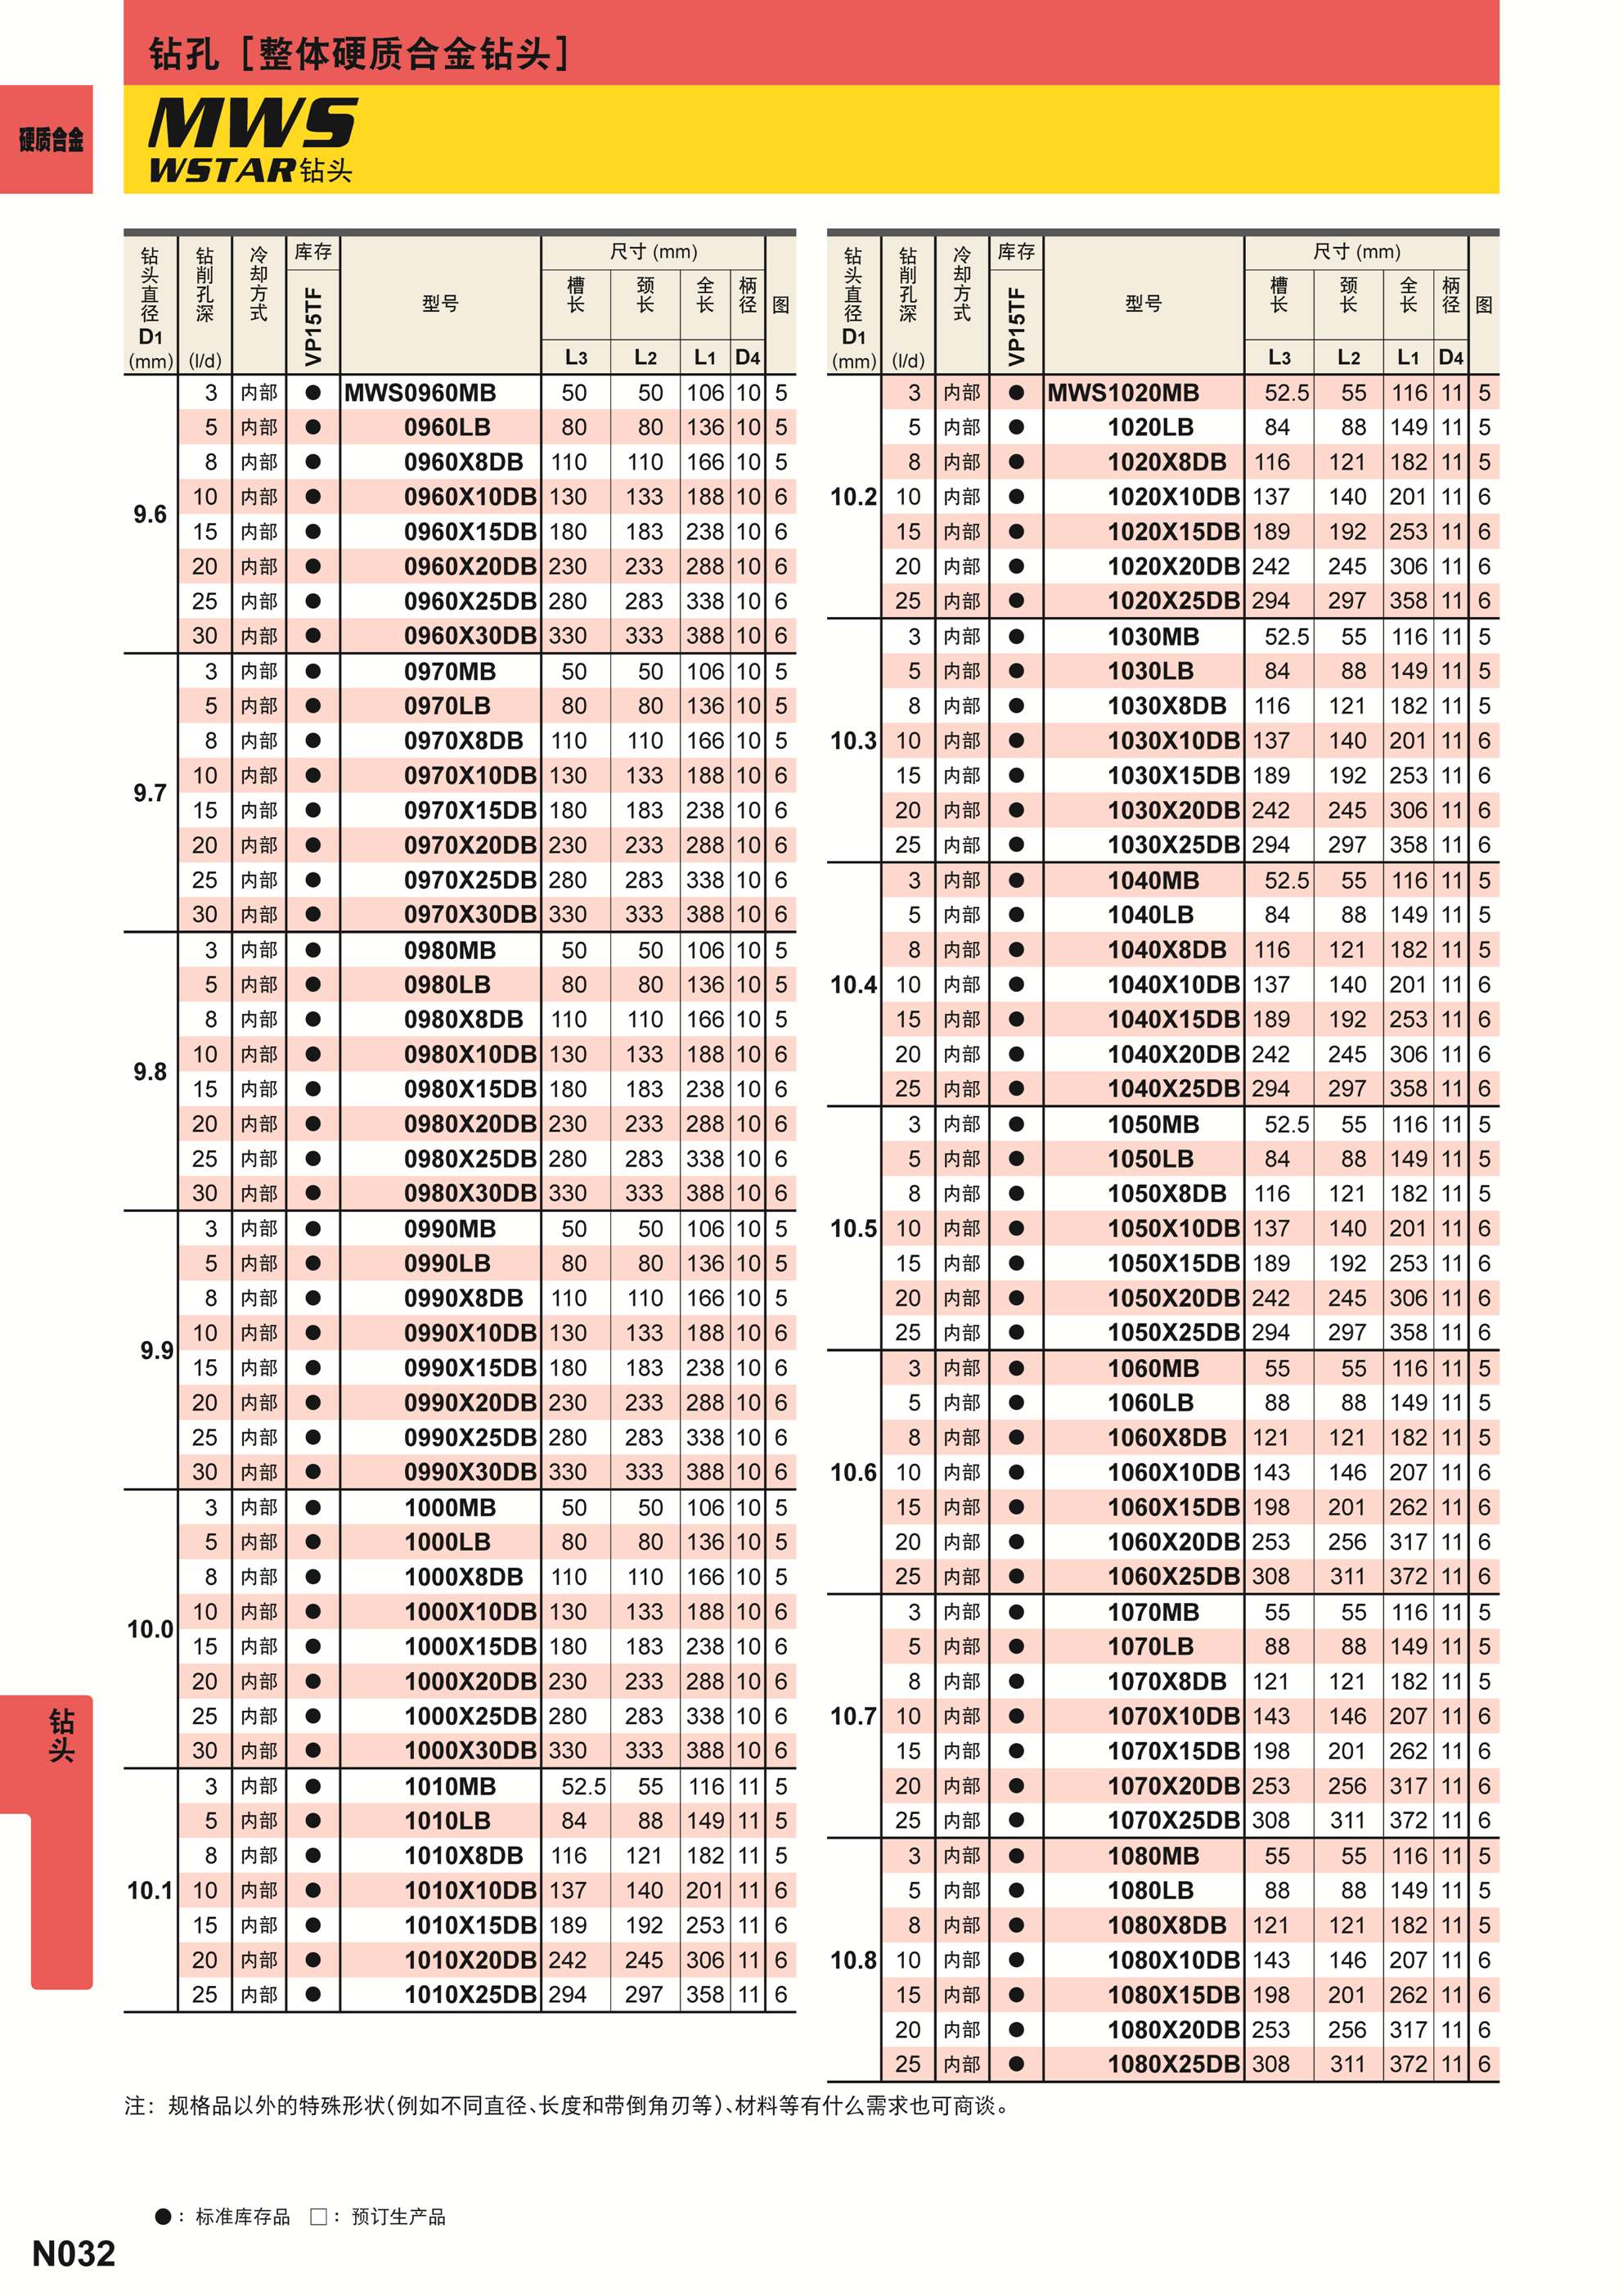 钻孔 [整体硬质合金钻头]
硬质合金
MWS
WSTAR钻头
钻头直径 D1 (mm) 钻削孔深 (l/d) 冷却方式 库存 VP15TF 型号 尺寸 (mm) 槽长 L3 颈长 L2 全长 L1 柄径 D4 图
9.6
3 内部 ● MWS0960MB 50 50 106 10 5
5 内部 ● 0960LB 80 80 136 10 5
8 内部 ● 0960X8DB 110 110 166 10 5
10 内部 ● 0960X10DB 130 133 188 10 6
15 内部 ● 0960X15DB 180 183 238 10 6
20 内部 ● 0960X20DB 230 233 288 10 6
25 内部 ● 0960X25DB 280 283 338 10 6
30 内部 ● 0960X30DB 330 333 388 10 6
9.7
3 内部 ● 0970MB 50 50 106 10 5
5 内部 ● 0970LB 80 80 136 10 5
8 内部 ● 0970X8DB 110 110 166 10 5
10 内部 ● 0970X10DB 130 133 188 10 6
15 内部 ● 0970X15DB 180 183 238 10 6
20 内部 ● 0970X20DB 230 233 288 10 6
25 内部 ● 0970X25DB 280 283 338 10 6
30 内部 ● 0970X30DB 330 333 388 10 6
9.8
3 内部 ● 0980MB 50 50 106 10 5
5 内部 ● 0980LB 80 80 136 10 5
8 内部 ● 0980X8DB 110 110 166 10 5
10 内部 ● 0980X10DB 130 133 188 10 6
15 内部 ● 0980X15DB 180 183 238 10 6
20 内部 ● 0980X20DB 230 233 288 10 6
25 内部 ● 0980X25DB 280 283 338 10 6
30 内部 ● 0980X30DB 330 333 388 10 6
9.9
3 内部 ● 0990MB 50 50 106 10 5
5 内部 ● 0990LB 80 80 136 10 5
8 内部 ● 0990X8DB 110 110 166 10 5
10 内部 ● 0990X10DB 130 133 188 10 6
15 内部 ● 0990X15DB 180 183 238 10 6
20 内部 ● 0990X20DB 230 233 288 10 6
25 内部 ● 0990X25DB 280 283 338 10 6
30 内部 ● 0990X30DB 330 333 388 10 6
10.0
3 内部 ● 1000MB 50 50 106 10 5
5 内部 ● 1000LB 80 80 136 10 5
8 内部 ● 1000X8DB 110 110 166 10 5
10 内部 ● 1000X10DB 130 133 188 10 6
15 内部 ● 1000X15DB 180 183 238 10 6
20 内部 ● 1000X20DB 230 233 288 10 6
25 内部 ● 1000X25DB 280 283 338 10 6
30 内部 ● 1000X30DB 330 333 388 10 6
10.1
3 内部 ● 1010MB 52.5 55 116 11 5
5 内部 ● 1010LB 84 88 149 11 5
8 内部 ● 1010X8DB 116 121 182 11 5
10 内部 ● 1010X10DB 137 140 201 11 6
15 内部 ● 1010X15DB 189 192 253 11 6
20 内部 ● 1010X20DB 242 245 306 11 6
25 内部 ● 1010X25DB 294 297 358 11 6
钻头直径 D1 (mm) 钻削孔深 (l/d) 冷却方式 库存 VP15TF 型号 尺寸 (mm) 槽长 L3 颈长 L2 全长 L1 柄径 D4 图
10.2
3 内部 ● MWS1020MB 52.5 55 116 11 5
5 内部 ● 1020LB 84 88 149 11 5
8 内部 ● 1020X8DB 116 121 182 11 5
10 内部 ● 1020X10DB 137 140 201 11 6
15 内部 ● 1020X15DB 189 192 253 11 6
20 内部 ● 1020X20DB 242 245 306 11 6
25 内部 ● 1020X25DB 294 297 358 11 6
10.3
3 内部 ● 1030MB 52.5 55 116 11 5
5 内部 ● 1030LB 84 88 149 11 5
8 内部 ● 1030X8DB 116 121 182 11 5
10 内部 ● 1030X10DB 137 140 201 11 6
15 内部 ● 1030X15DB 189 192 253 11 6
20 内部 ● 1030X20DB 242 245 306 11 6
25 内部 ● 1030X25DB 294 297 358 11 6
10.4
3 内部 ● 1040MB 52.5 55 116 11 5
5 内部 ● 1040LB 84 88 149 11 5
8 内部 ● 1040X8DB 116 121 182 11 5
10 内部 ● 1040X10DB 137 140 201 11 6
15 内部 ● 1040X15DB 189 192 253 11 6
20 内部 ● 1040X20DB 242 245 306 11 6
25 内部 ● 1040X25DB 294 297 358 11 6
10.5
3 内部 ● 1050MB 52.5 55 116 11 5
5 内部 ● 1050LB 84 88 149 11 5
8 内部 ● 1050X8DB 116 121 182 11 5
10 内部 ● 1050X10DB 137 140 201 11 6
15 内部 ● 1050X15DB 189 192 253 11 6
20 内部 ● 1050X20DB 242 245 306 11 6
25 内部 ● 1050X25DB 294 297 358 11 6
10.6
3 内部 ● 1060MB 55 55 116 11 5
5 内部 ● 1060LB 88 88 149 11 5
8 内部 ● 1060X8DB 121 121 182 11 5
10 内部 ● 1060X10DB 143 146 207 11 6
15 内部 ● 1060X15DB 198 201 262 11 6
20 内部 ● 1060X20DB 253 256 317 11 6
25 内部 ● 1060X25DB 308 311 372 11 6
10.7
3 内部 ● 1070MB 55 55 116 11 5
5 内部 ● 1070LB 88 88 149 11 5
8 内部 ● 1070X8DB 121 121 182 11 5
10 内部 ● 1070X10DB 143 146 207 11 6
15 内部 ● 1070X15DB 198 201 262 11 6
20 内部 ● 1070X20DB 253 256 317 11 6
25 内部 ● 1070X25DB 308 311 372 11 6
10.8
3 内部 ● 1080MB 55 55 116 11 5
5 内部 ● 1080LB 88 88 149 11 5
8 内部 ● 1080X8DB 121 121 182 11 5
10 内部 ● 1080X10DB 143 146 207 11 6
15 内部 ● 1080X15DB 198 201 262 11 6
20 内部 ● 1080X20DB 253 256 317 11 6
25 内部 ● 1080X25DB 308 311 372 11 6
钻头
注：规格品以外的特殊形状(例如不同直径、长度和带倒角刃等)、材料等有什么需求也可商谈。
●：标准库存品 □：预订生产品
N032